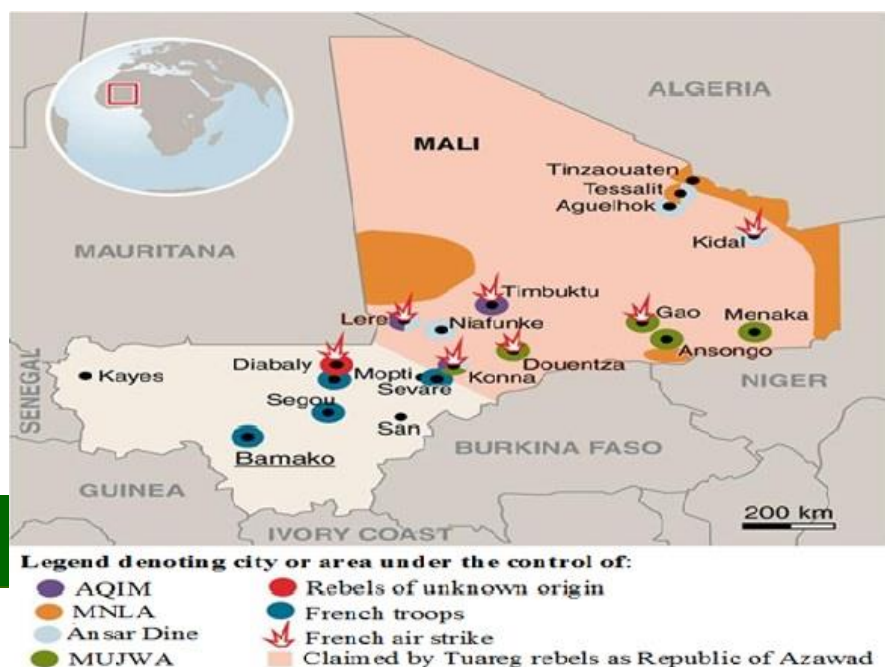 ALGERIA
MALI
Tinzaouaten
Tessalit
Aguelhok
MAURITANA
Kidal
Timbuktu
Lere
Niafunke
Gao
Menaka
Diabaly
Mopti
Konna
Douentza
Ansongo
Kayes
Sevare
NIGER
SENEGAL
Segou
San
BURKINA FASO
Bamako
GUINEA
IVORY COAST
200 km
Legend denoting city or area under the control of:
AQIM
MNLA
Ansar Dine
MUJWA
Rebels of unknown origin
French troops
French air strike
Claimed by Tuareg rebels as Republic of Azawad